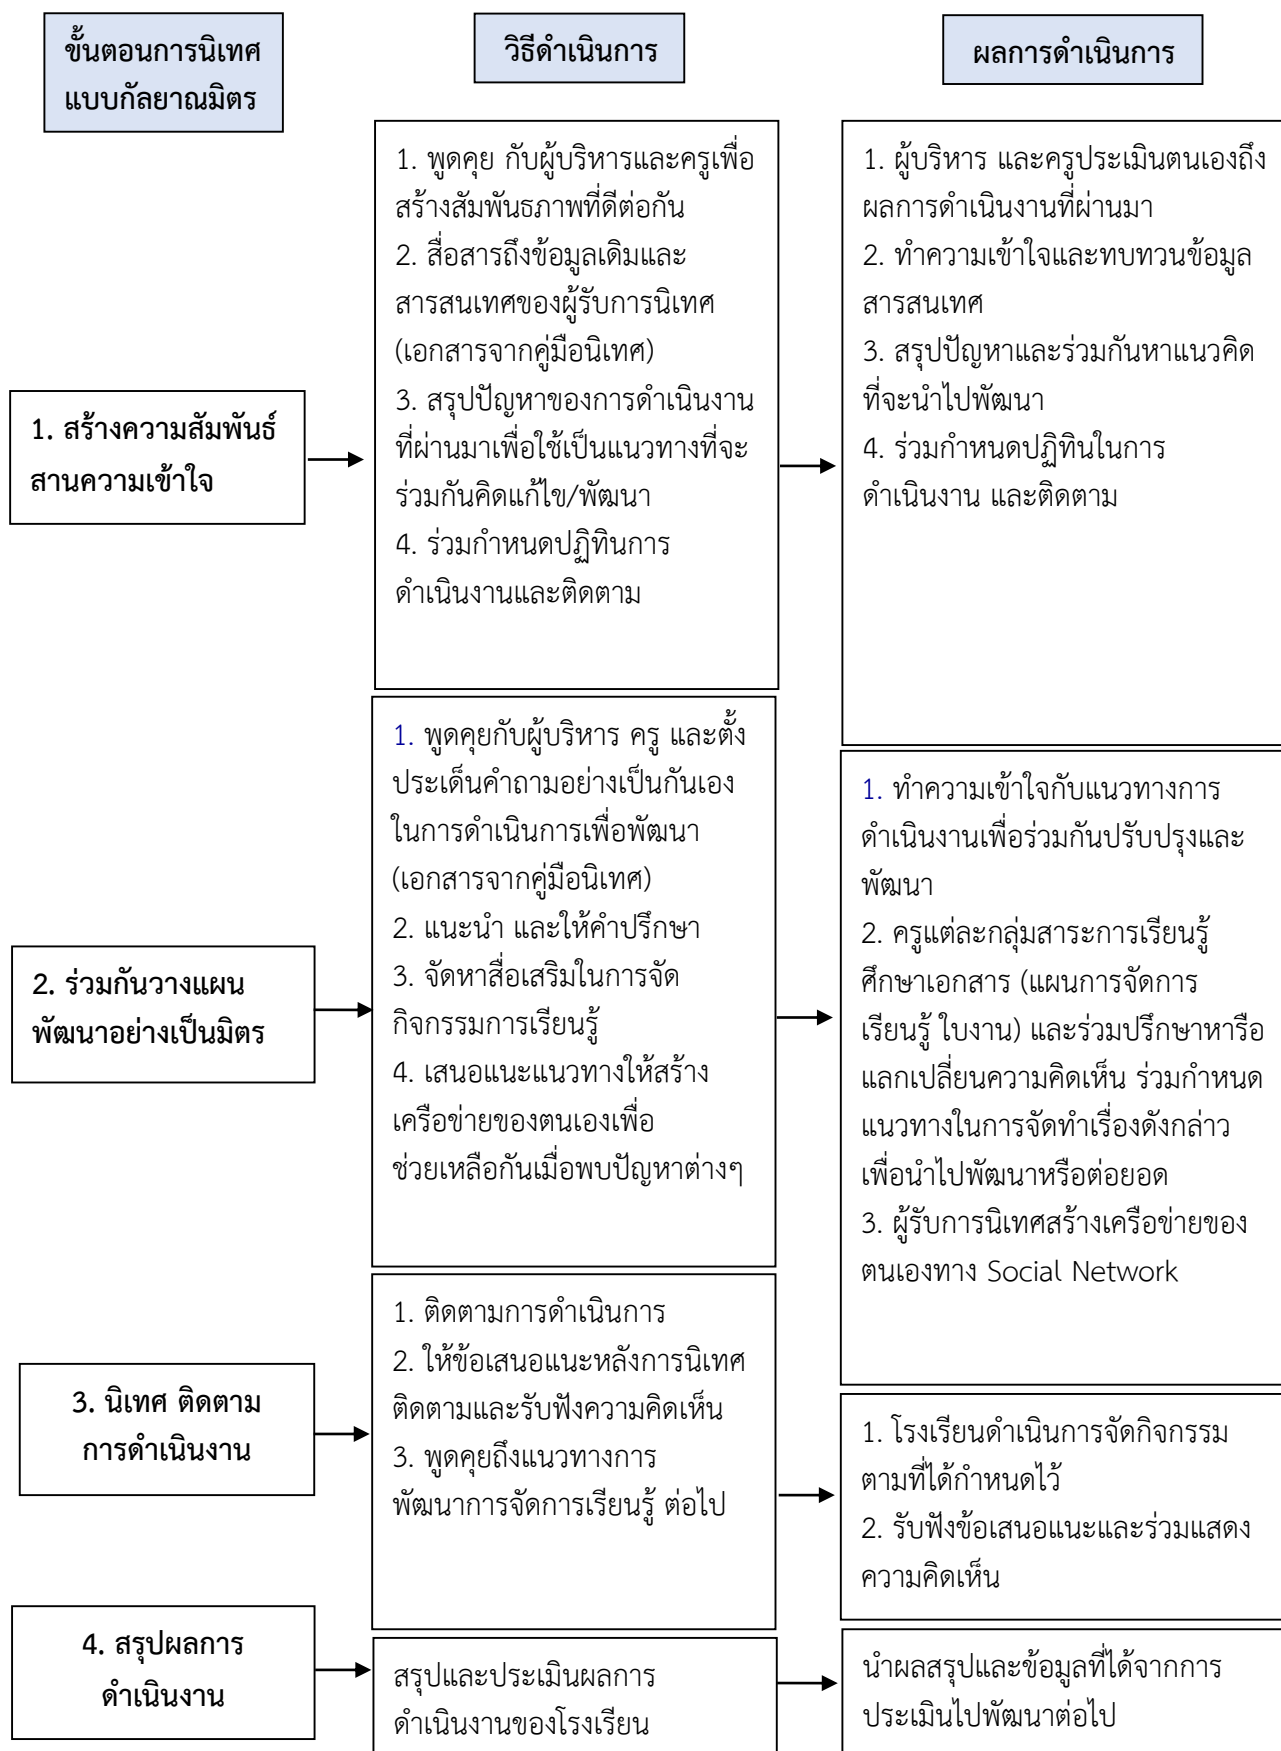 ขั้นตอนการนิเทศ
แบบกัลยาณมิตร
วิธีดำเนินการ
ผลการดำเนินการ
1. สร้างความสัมพันธ์
สานความเข้าใจ
1. พูดคุย กับผู้บริหารและครูเพื่อ
สร้างสัมพันธภาพที่ดีต่อกัน
2. สื่อสารถึงข้อมูลเดิมและ
สารสนเทศของผู้รับการนิเทศ
(เอกสารจากคู่มือนิเทศ)
3. สรุปปัญหาของการดำเนินงาน
ที่ผ่านมาเพื่อใช้เป็นแนวทางที่จะ
ร่วมกันคิดแก้ไข/พัฒนา
4. ร่วมกำหนดปฏิทินการ
ดำเนินงานและติดตาม
1. ผู้บริหาร และครูประเมินตนเองถึง
ผลการดำเนินงานที่ผ่านมา
2. ทำความเข้าใจและทบทวนข้อมูล
สารสนเทศ
3. สรุปปัญหาและร่วมกันหาแนวคิด
ที่จะนำไปพัฒนา
4. ร่วมกำหนดปฏิทินในการ
ดำเนินงาน และติดตาม
2. ร่วมกันวางแผน
พัฒนาอย่างเป็นมิตร
1. พูดคุยกับผู้บริหาร ครู และตั้ง
ประเด็นคำถามอย่างเป็นกันเอง
ในการดำเนินการเพื่อพัฒนา
(เอกสารจากคู่มือนิเทศ)
2. แนะนำ และให้คำปรึกษา
3. จัดหาสื่อเสริมในการจัด
กิจกรรมการเรียนรู้
4. เสนอแนะแนวทางให้สร้าง
เครือข่ายของตนเองเพื่อ
ช่วยเหลือกันเมื่อพบปัญหาต่างๆ
1. ทำความเข้าใจกับแนวทางการ
ดำเนินงานเพื่อร่วมกันปรับปรุงและ
พัฒนา
2. ครูแต่ละกลุ่มสาระการเรียนรู้
ศึกษาเอกสาร (แผนการจัดการ
เรียนรู้ ใบงาน) และร่วมปรึกษาหารือ
แลกเปลี่ยนความคิดเห็น ร่วมกำหนด
แนวทางในการจัดทำเรื่องดังกล่าว
เพื่อนำไปพัฒนาหรือต่อยอด
3. ผู้รับการนิเทศสร้างเครือข่ายของ
ตนเองทาง Social Network
3. นิเทศ ติดตาม
การดำเนินงาน
1. ติดตามการดำเนินการ
2. ให้ข้อเสนอแนะหลังการนิเทศ
ติดตามและรับฟังความคิดเห็น
3. พูดคุยถึงแนวทางการ
พัฒนาการจัดการเรียนรู้ ต่อไป
1. โรงเรียนดำเนินการจัดกิจกรรม
ตามที่ได้กำหนดไว้
2. รับฟังข้อเสนอแนะและร่วมแสดง
ความคิดเห็น
4. สรุปผลการ
ดำเนินงาน
สรุปและประเมินผลการ
ดำเนินงานของโรงเรียน
นำผลสรุปและข้อมูลที่ได้จากการ
ประเมินไปพัฒนาต่อไป